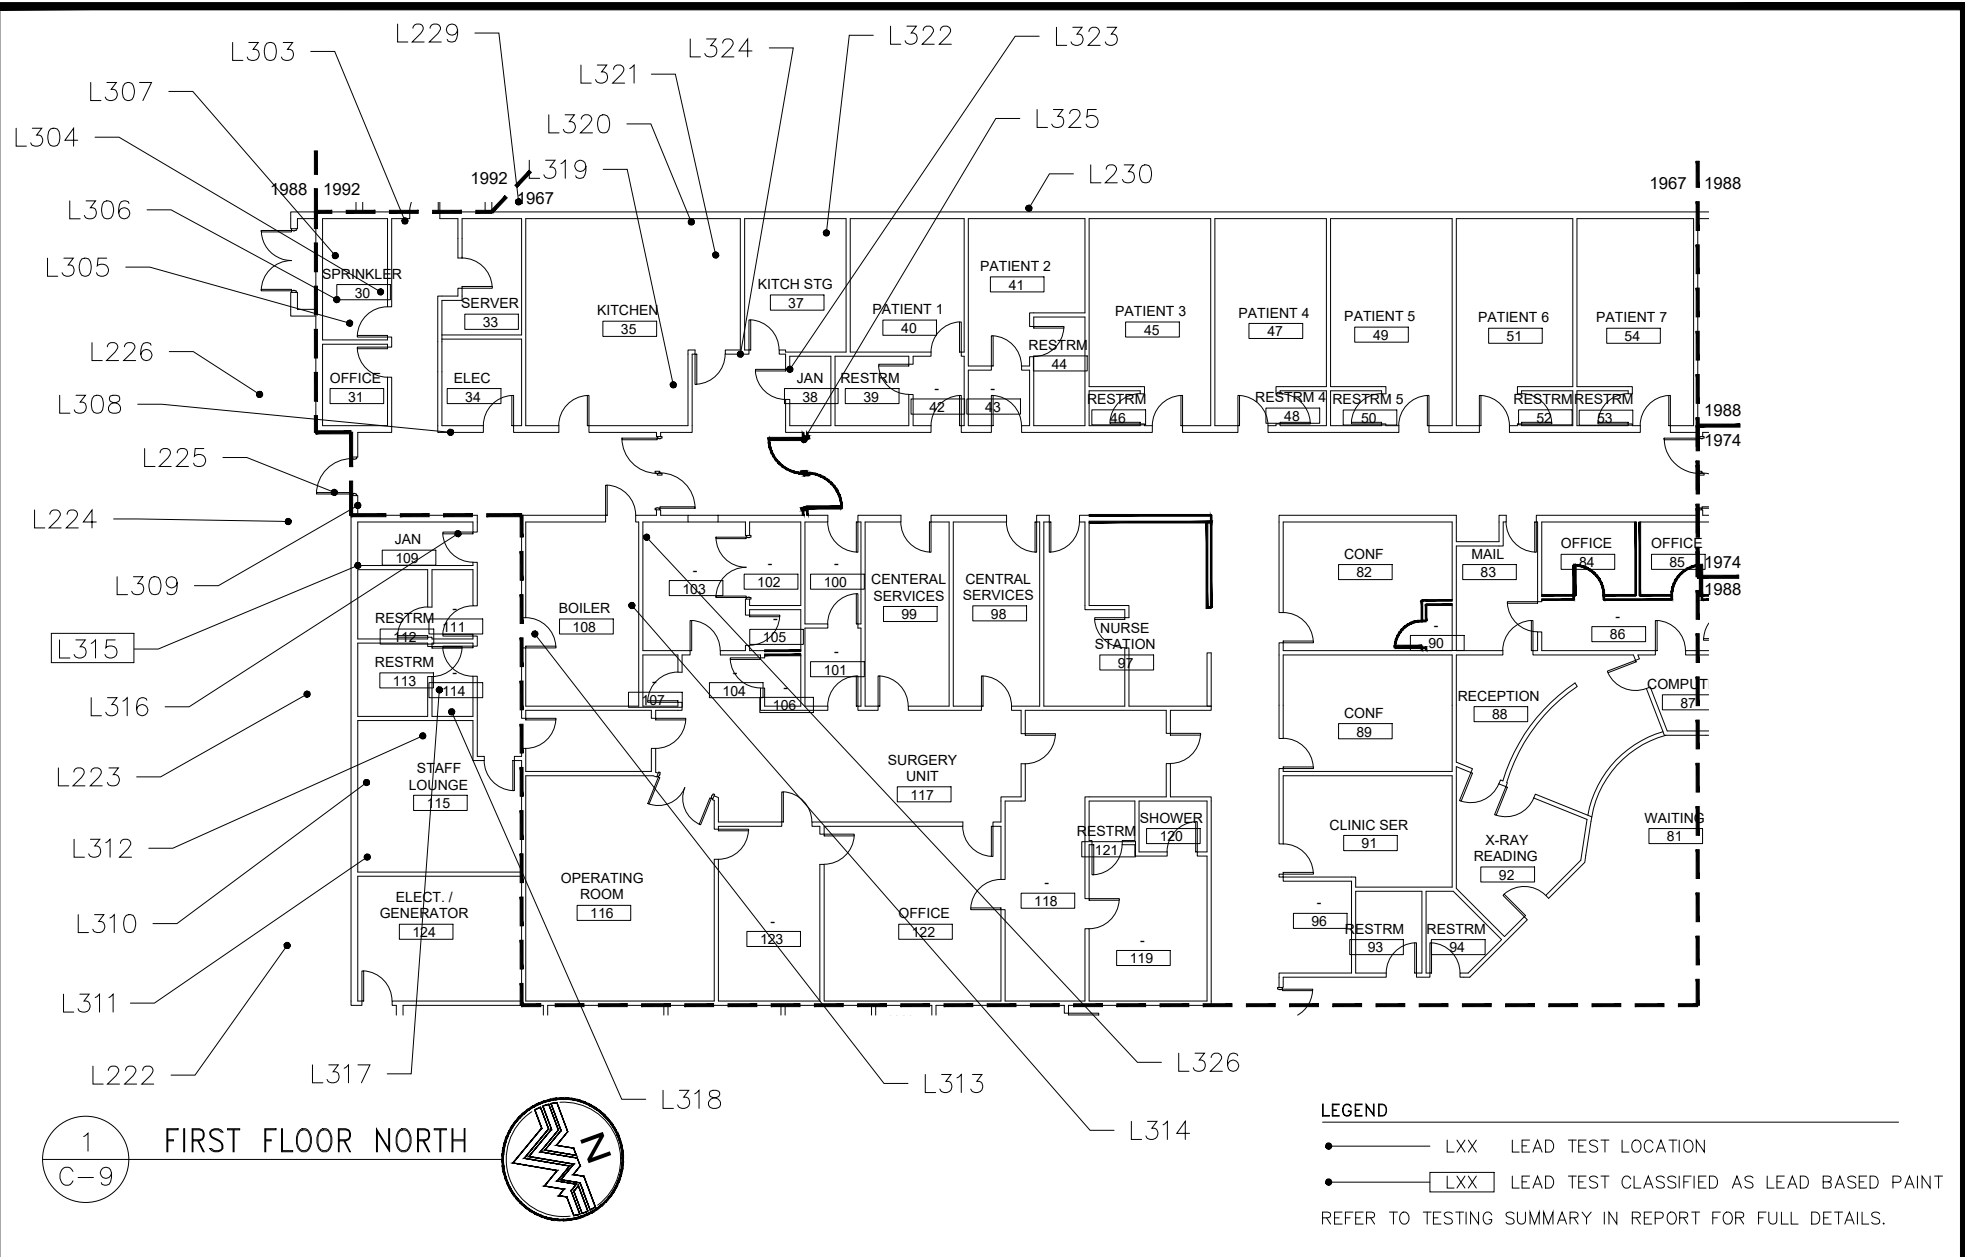 L303
L229
L324
L322
L323
L307
L321
L304
L320
L325
L319
L230
1988
1992
1992
1967
1967
1988
L306
L305
L226
L308
L225
L224
L309
L315
L316
L223
L312
L310
L311
L222
SPRINKLER
30
SERVER
33
KITCHEN
35
KITCH STG
37
PATIENT 1
40
PATIENT 2
41
PATIENT 3
45
PATIENT 4
47
PATIENT 5
49
PATIENT 6
51
PATIENT 7
54
RESTRM
44
OFFICE
31
ELEC
34
JAN
38
RESTRM
39
-
42
-
43
RESTRM
46
RESTRM 4
48
RESTRM 5
50
RESTRM
52
RESTRM
53
1988
1974
JAN
109
-
103
-
102
-
100
CENTERAL
SERVICES
99
CENTRAL
SERVICES
98
CONF
82
MAIL
83
OFFICE
84
OFFICE
85
1974
1988
RESTRM
112
-
111
BOILER
108
-
105
-
101
NURSE
STATION
97
-
90
-
86
RESTRM
113
-
114
107
-
104
-
106
RECEPTION
88
COMPUT
87
CONF
89
STAFF
LOUNGE
115
SURGERY
UNIT
117
RESTRM
121
SHOWER
120
CLINIC SER
91
X-RAY
READING
92
WAITING
81
ELECT. /
GENERATOR
124
OPERATING
ROOM
116
-
123
OFFICE
122
-
118
-
119
-
96
RESTRM
93
RESTRM
94
L317
L318
L313
L326
L314
1
C-9
FIRST FLOOR NORTH
N
LEGEND
LXX LEAD TEST LOCATION
LXX LEAD TEST CLASSIFIED AS LEAD BASED PAINT
REFER TO TESTING SUMMARY IN REPORT FOR FULL DETAILS.